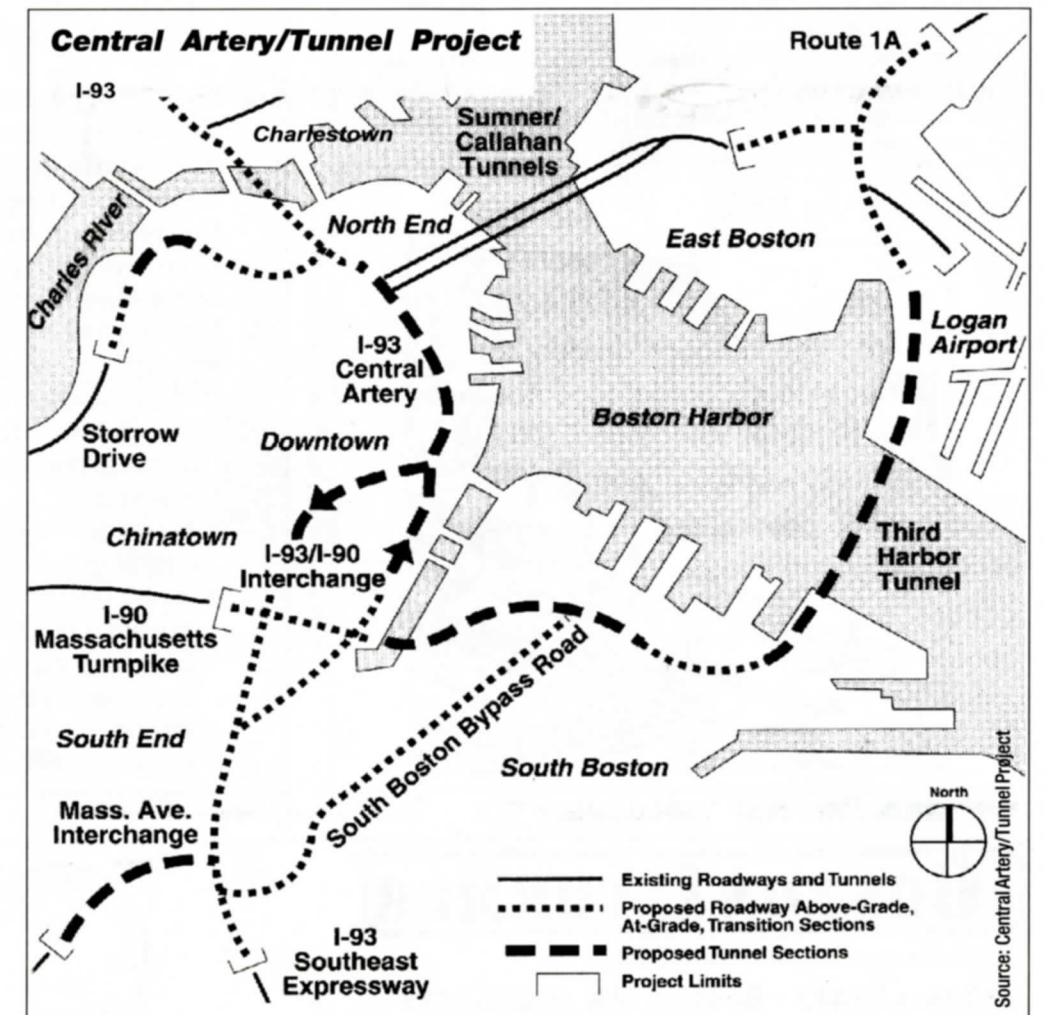 Central Artery/Tunnel Project
Route 1A
I-93
Charlestown
Sumner/
Callahan
Tunnels
North End
East Boston
Charles River
Logan
Airport
I-93
Central
Artery
Boston Harbor
Storrow
Drive
Downtown
Chinatown
I-93/I-90
Interchange
Third
Harbor
Tunnel
I-90
Massachusetts
Turnpike
South Boston Bypass Road
South End
South Boston
Mass. Ave.
Interchange
North
I-93
Southeast
Expressway
Existing Roadways and Tunnels
Proposed Roadway Above-Grade,
At-Grade, Transition Sections
Proposed Tunnel Sections
Project Limits
Source: Central Artery/Tunnel Project